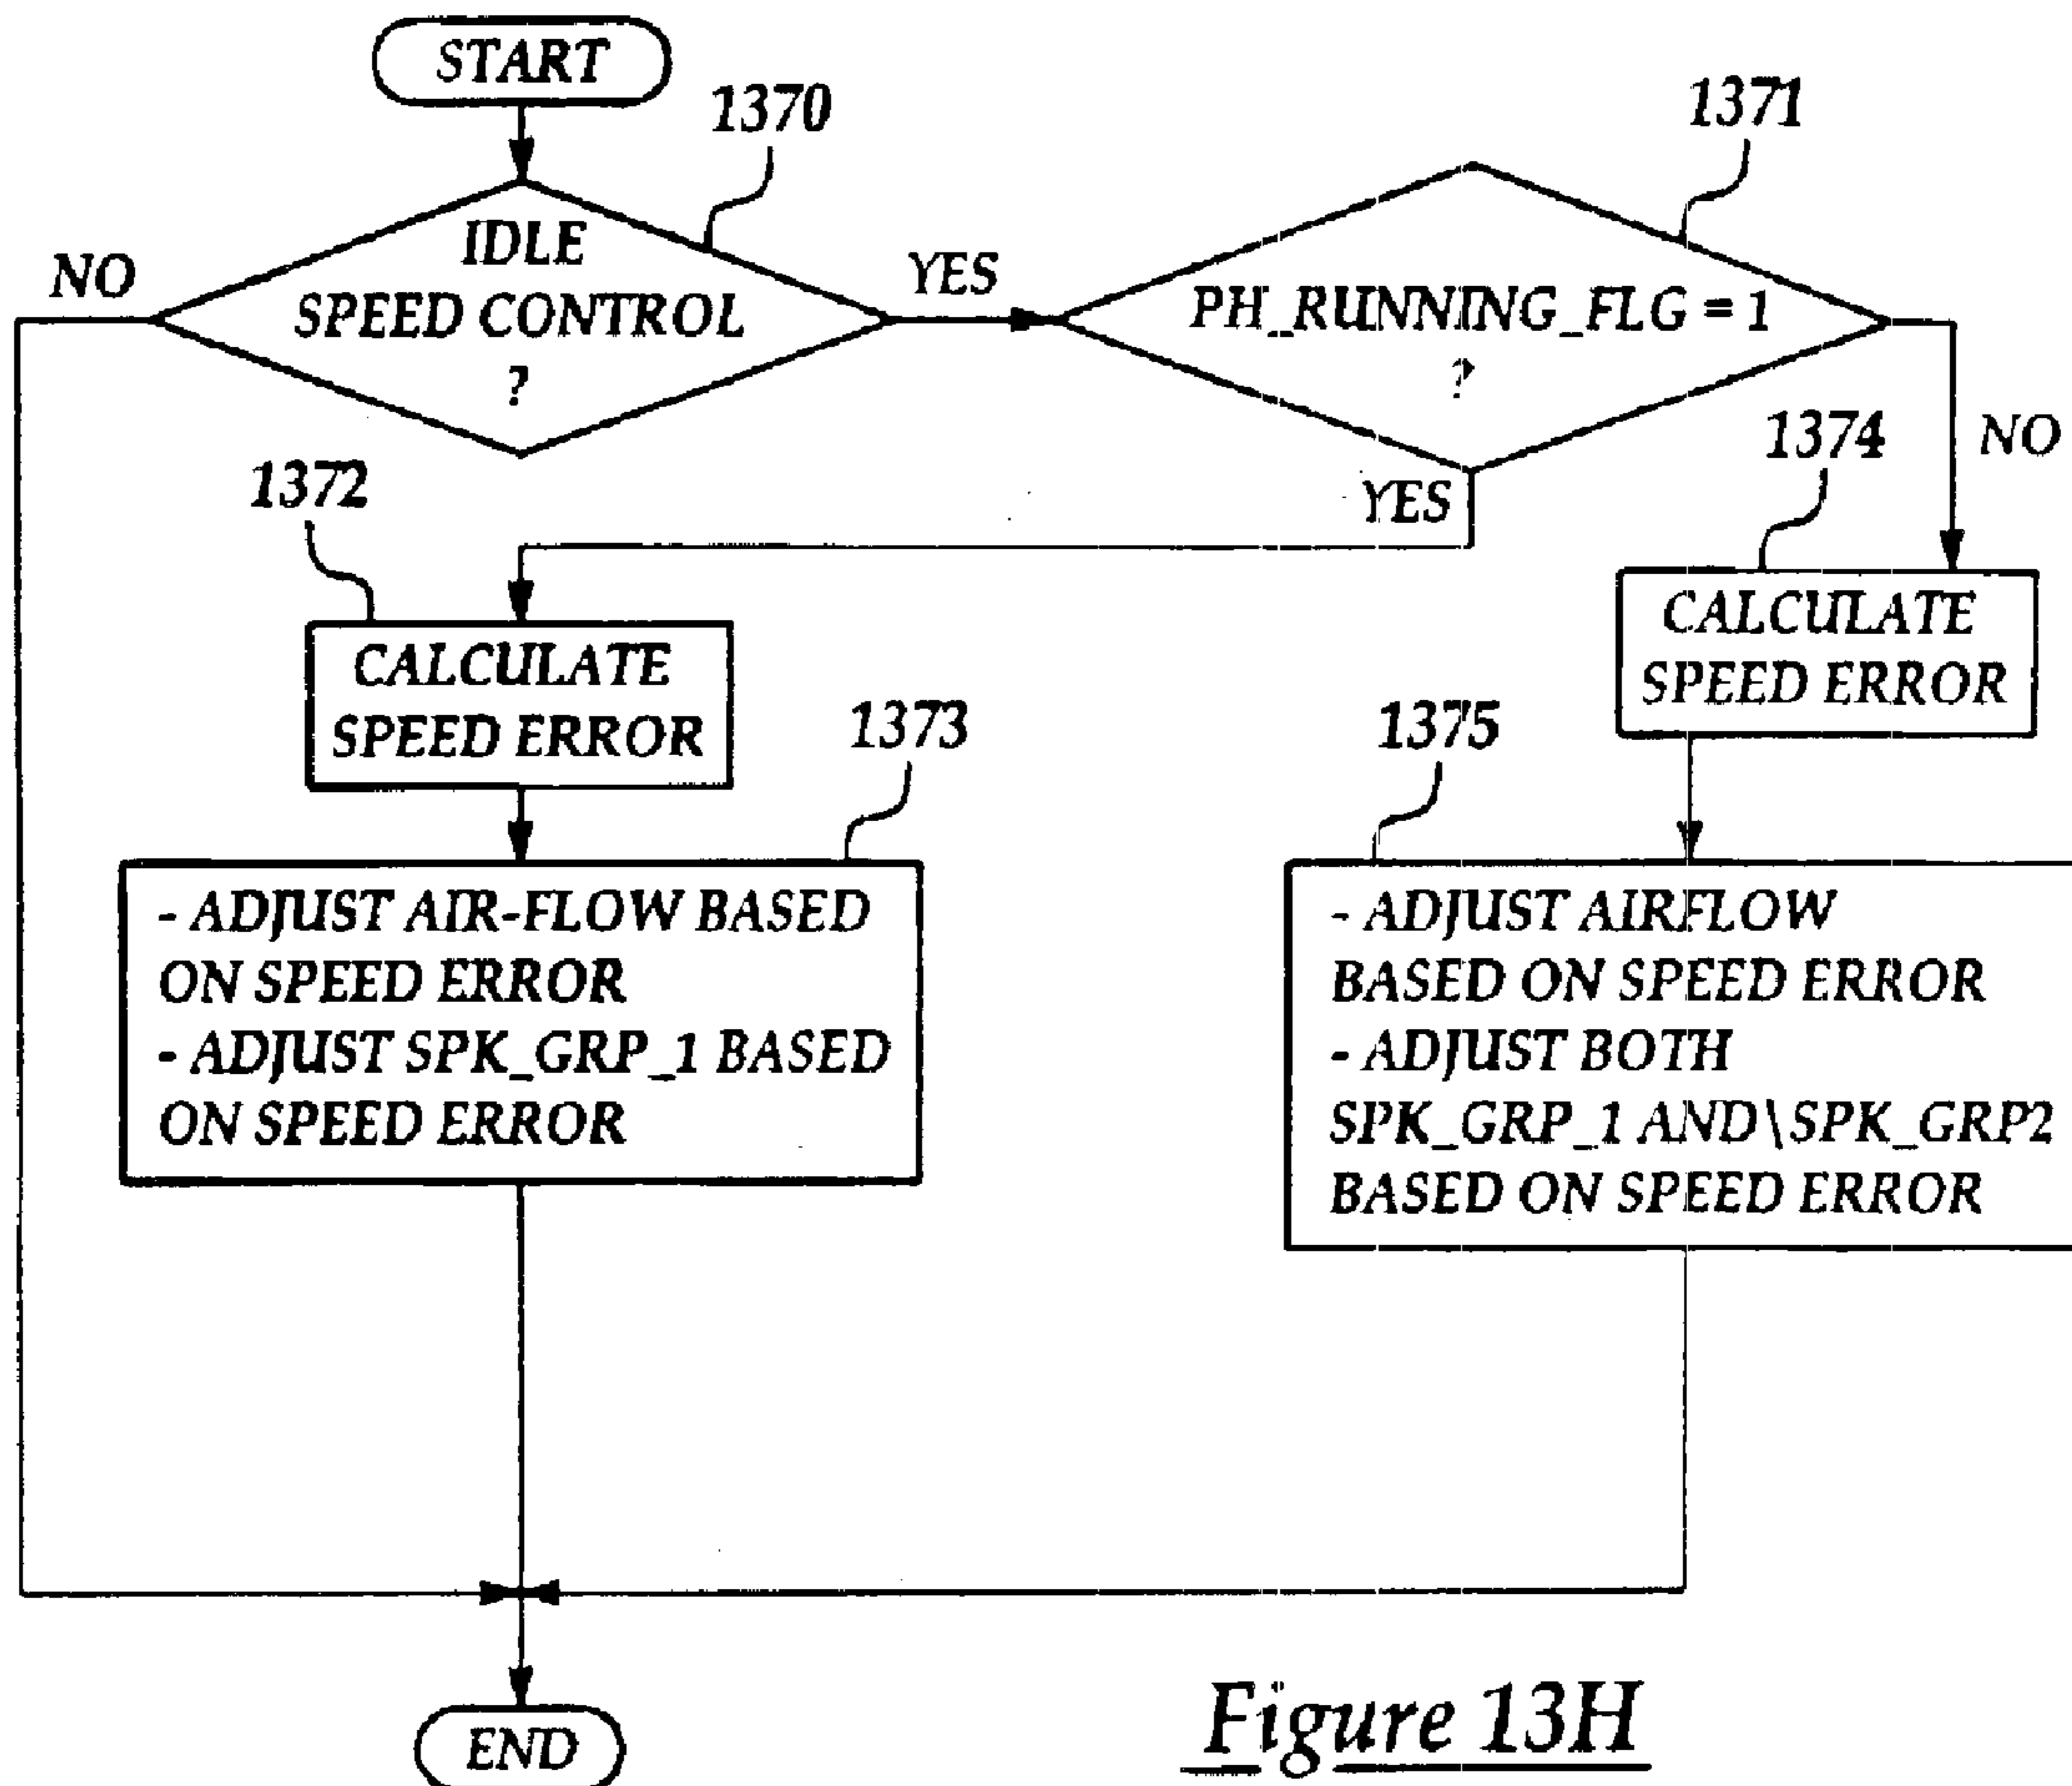 START
1370
1371
IDLE
SPEED CONTROL
?
NO
YES
PH_RUNNING_FLG = 1
?
YES
NO
1372
CALCULATE
SPEED ERROR
1374
CALCULATE
SPEED ERROR
1373
- ADJUST AIR-FLOW BASED
ON SPEED ERROR
- ADJUST SPK_GRP_1 BASED
ON SPEED ERROR
1375
- ADJUST AIRFLOW
BASED ON SPEED ERROR
- ADJUST BOTH
SPK_GRP_1 AND\SPK_GRP2
BASED ON SPEED ERROR
END
Figure 13H